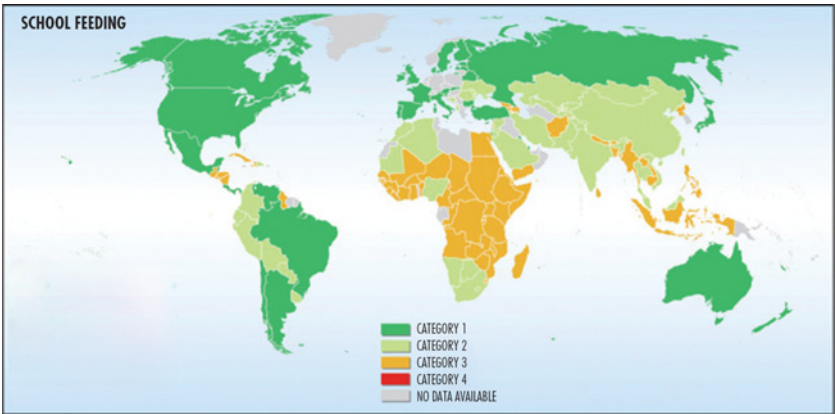 SCHOOL FEEDING
CATEGORY 1
CATEGORY 2
CATEGORY 3
CATEGORY 4
NO DATA AVAILABLE